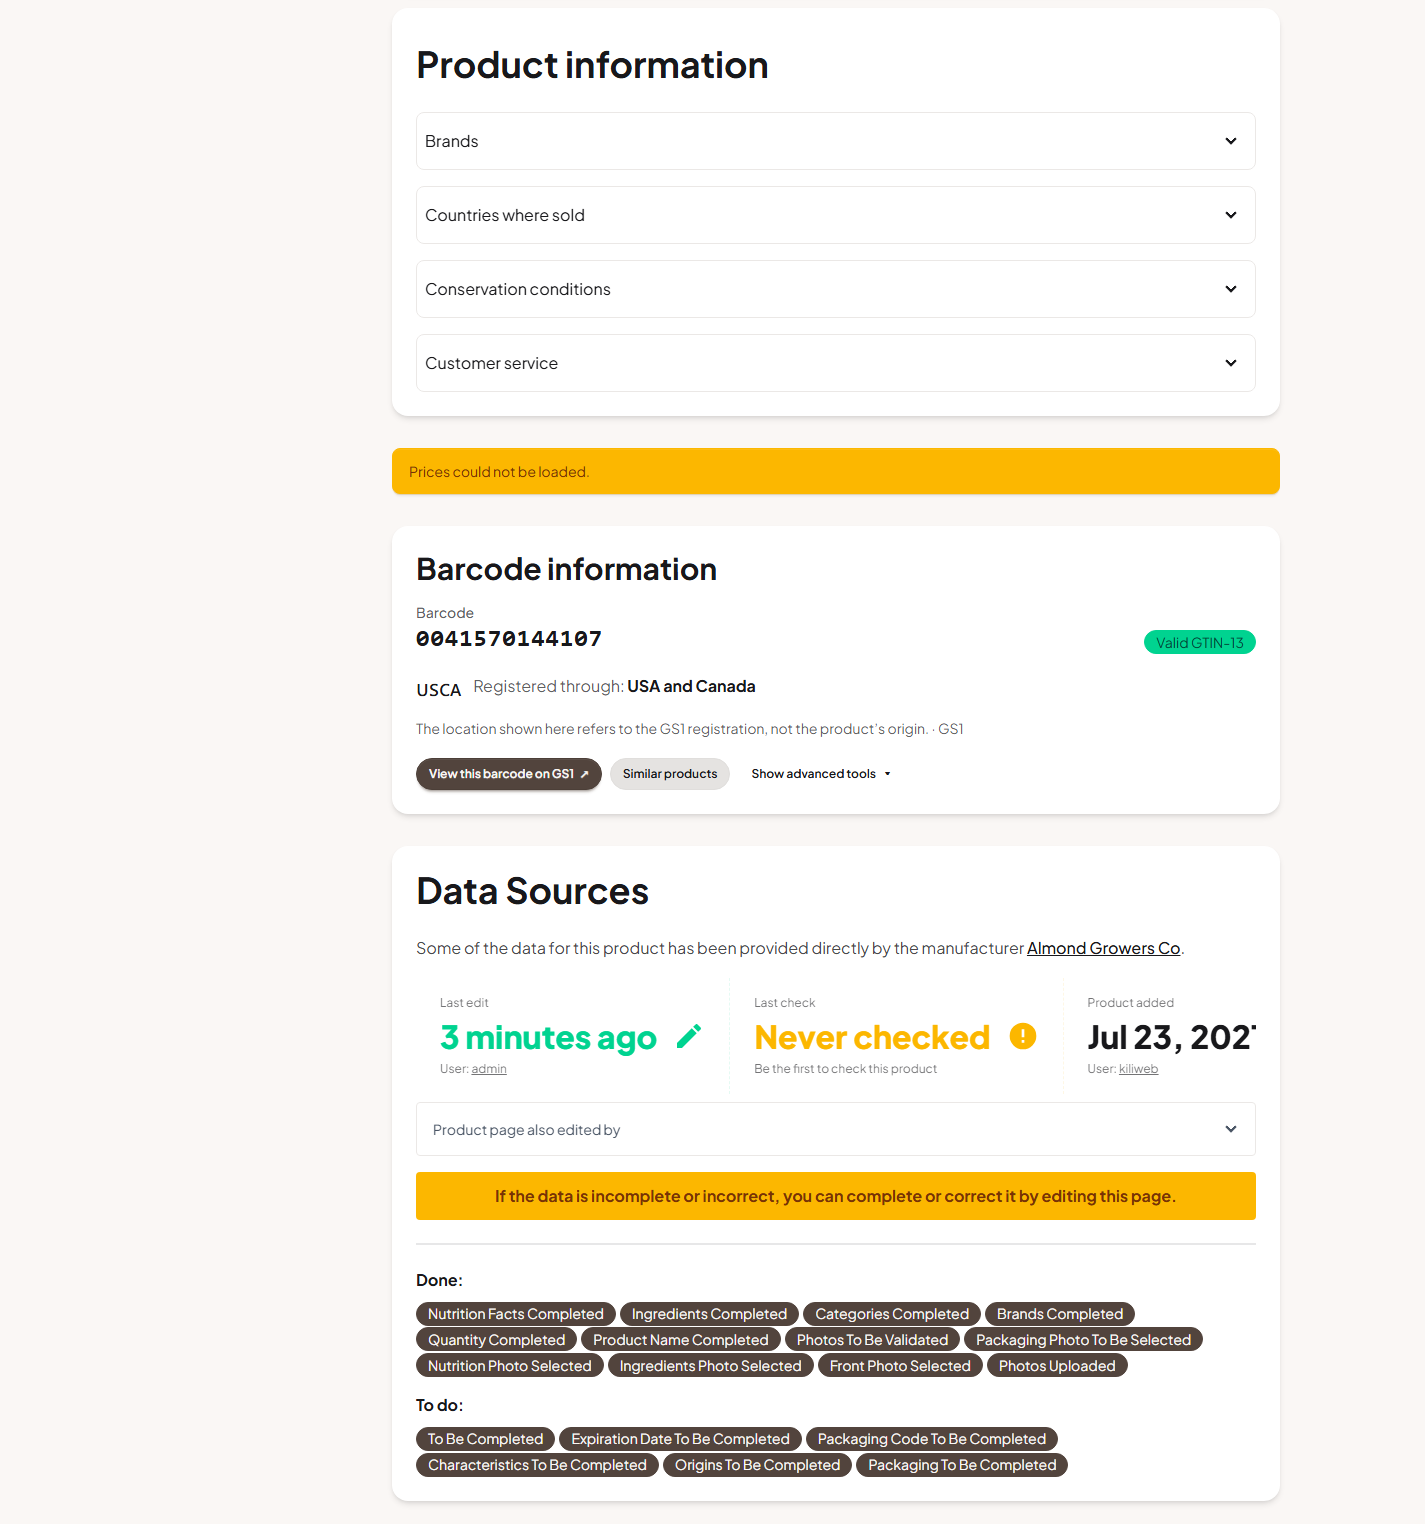 Product information
Brands
Countries where sold
Conservation conditions
Customer service
Prices could not be loaded.
Barcode information
Barcode
0041570144107
Valid GTIN-13
USCA Registered through: USA and Canada
The location shown here refers to the GS1 registration, not the product's origin. · GS1
View this barcode on GS1 ↗ Similar products Show advanced tools
Data Sources
Some of the data for this product has been provided directly by the manufacturer Almond Growers Co.
Last edit
3 minutes ago
User: admin
Last check
Never checked
Be the first to check this product
Product added
Jul 23, 202
User: kiliweb
Product page also edited by
If the data is incomplete or incorrect, you can complete or correct it by editing this page.
Done:
Nutrition Facts Completed Ingredients Completed Categories Completed Brands Completed
Quantity Completed Product Name Completed Photos To Be Validated Packaging Photo To Be Selected
Nutrition Photo Selected Ingredients Photo Selected Front Photo Selected Photos Uploaded
To do:
To Be Completed Expiration Date To Be Completed Packaging Code To Be Completed
Characteristics To Be Completed Origins To Be Completed Packaging To Be Completed